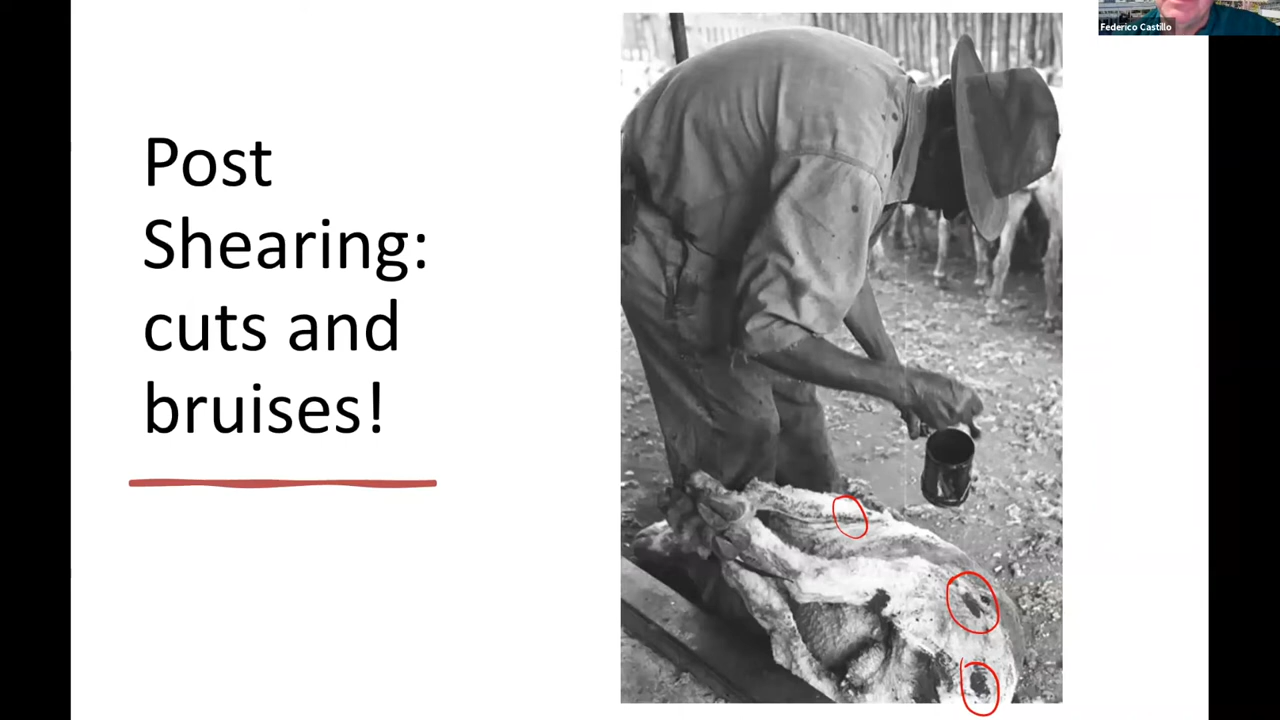 Federico Castillo
Post
Shearing:
cuts and
bruises!